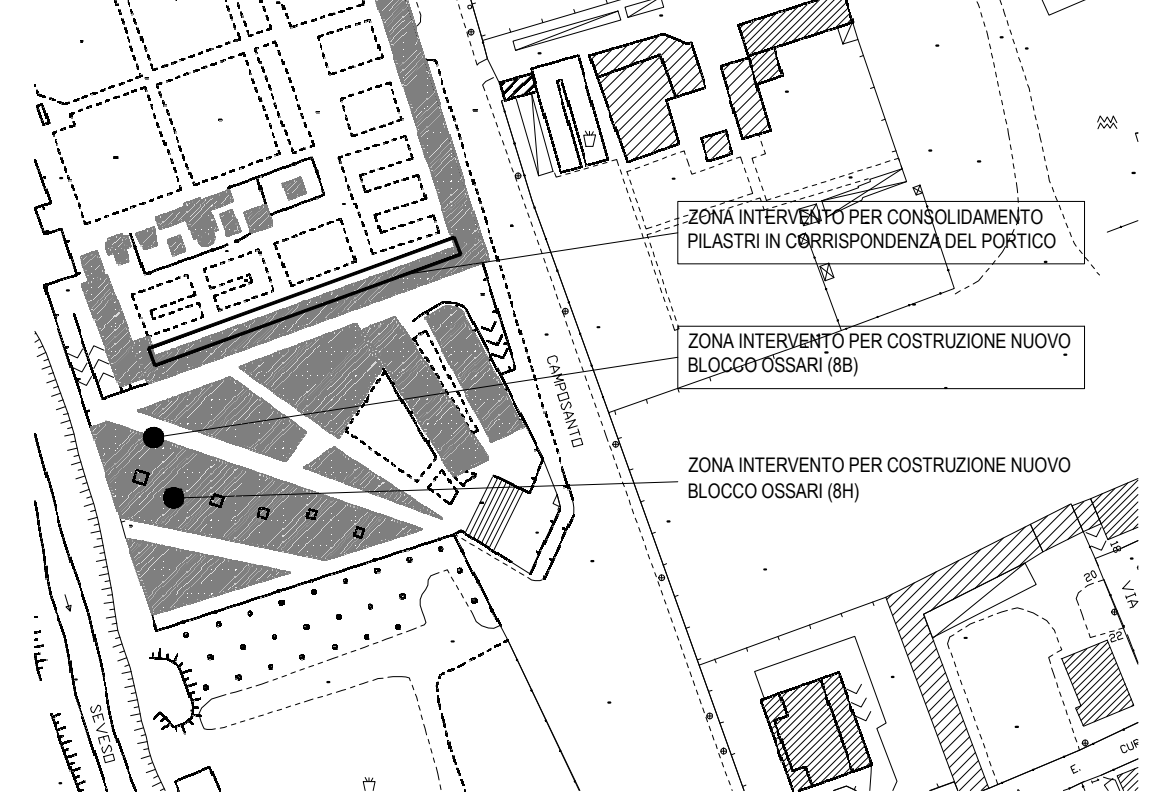 ZONA INTERVENTO PER CONSOLIDAMENTO
PILASTRI IN CORRISPONDENZA DEL PORTICO
ZONA INTERVENTO PER COSTRUZIONE NUOVO
BLOCCO OSSARI (8B)
CAMPOSANTO
ZONA INTERVENTO PER COSTRUZIONE NUOVO
BLOCCO OSSARI (8H)
18
20
VIA
22
SEVESO
E.
CUR